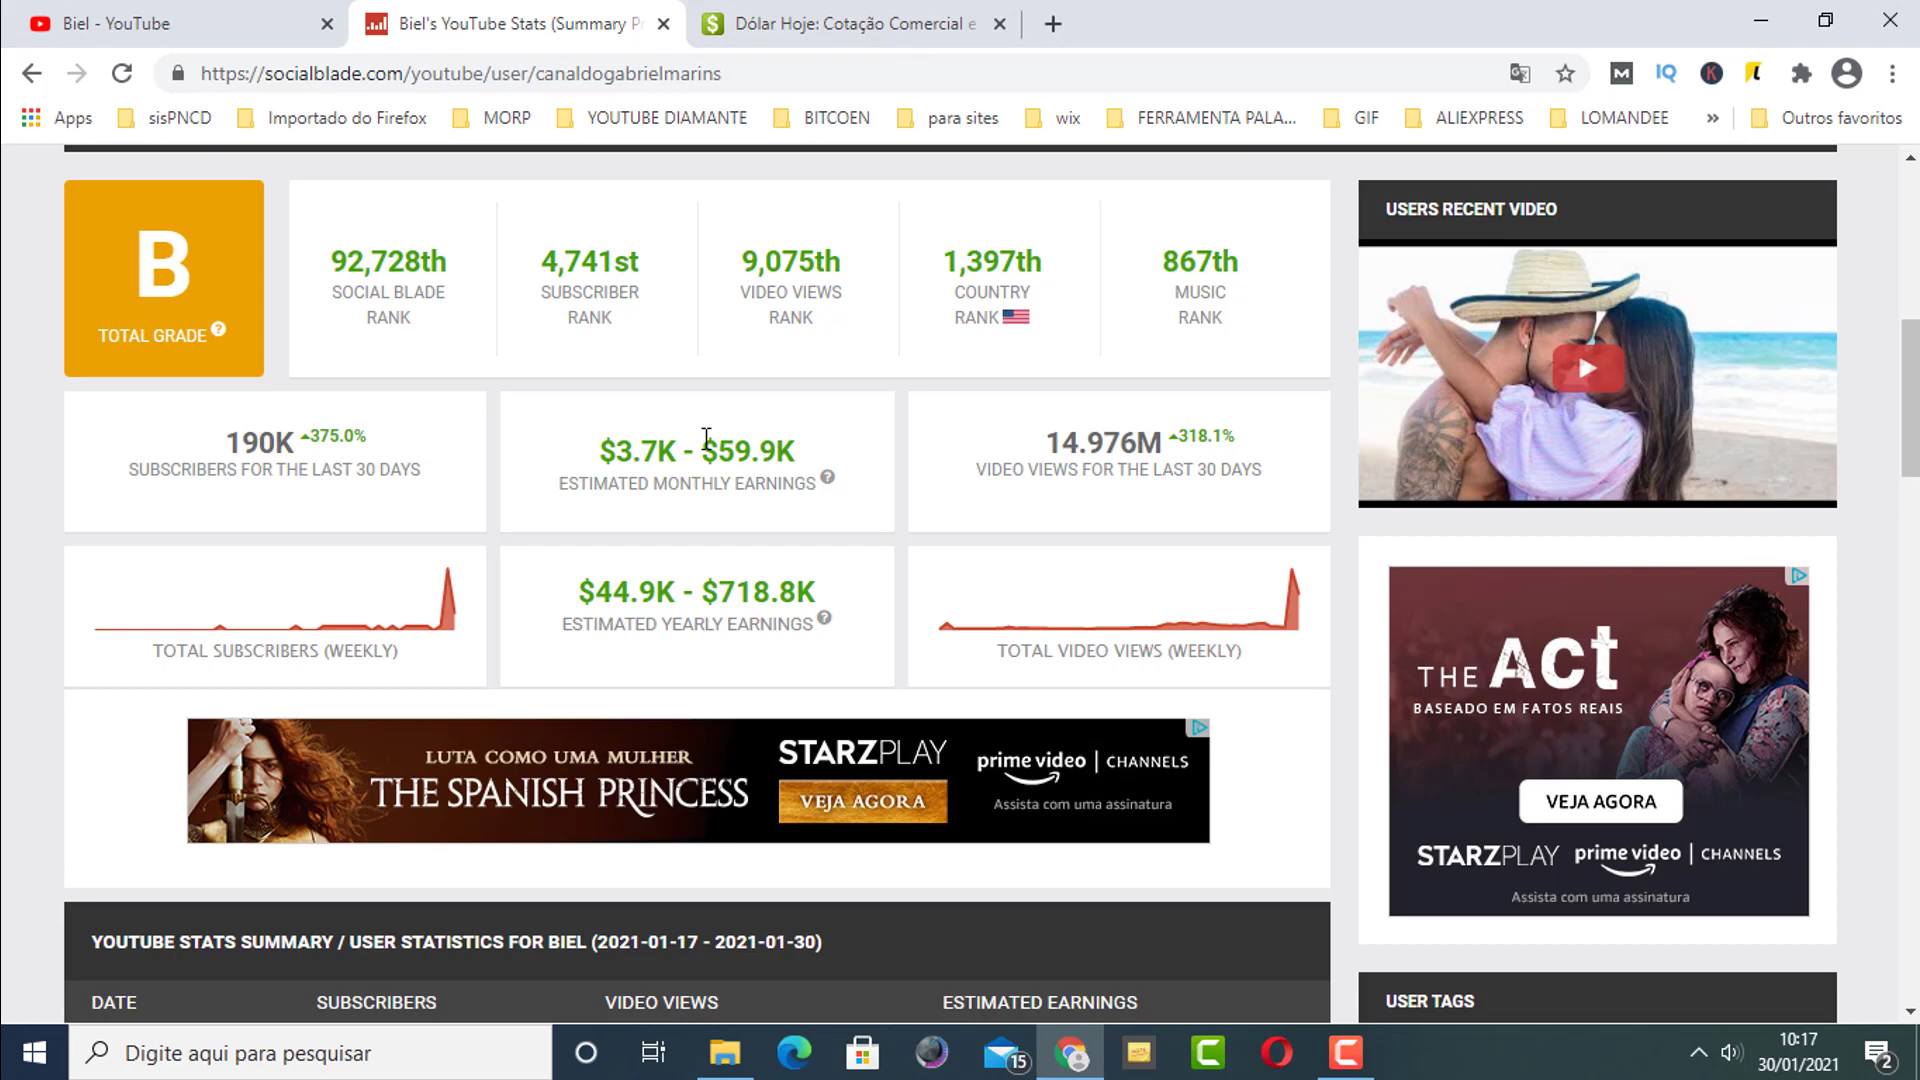 Biel - YouTube
Biel's YouTube Stats (Summary Pr
Dólar Hoje: Cotação Comercial e
https://socialblade.com/youtube/user/canaldogabrielmarins
Apps
sisPNCD
Importado do Firefox
MORP
YOUTUBE DIAMANTE
BITCOEN
para sites
wix
FERRAMENTA PALA...
GIF
ALIEXPRESS
LOMANDEE
Outros favoritos
B
TOTAL GRADE
92,728th
SOCIAL BLADE
RANK
4,741st
SUBSCRIBER
RANK
9,075th
VIDEO VIEWS
RANK
1,397th
COUNTRY
RANK
867th
MUSIC
RANK
USERS RECENT VIDEO
190K 375.0%
SUBSCRIBERS FOR THE LAST 30 DAYS
$3.7K - $59.9K
ESTIMATED MONTHLY EARNINGS
14.976M 318.1%
VIDEO VIEWS FOR THE LAST 30 DAYS
TOTAL SUBSCRIBERS (WEEKLY)
$44.9K - $718.8K
ESTIMATED YEARLY EARNINGS
TOTAL VIDEO VIEWS (WEEKLY)
LUTA COMO UMA MULHER
THE SPANISH PRINCESS
STARZPLAY
VEJA AGORA
prime video | CHANNELS
Assista com uma assinatura
THE Act
BASEADO EM FATOS REAIS
VEJA AGORA
STARZPLAY prime video | CHANNELS
Assista com uma assinatura
YOUTUBE STATS SUMMARY / USER STATISTICS FOR BIEL (2021-01-17 - 2021-01-30)
DATE
SUBSCRIBERS
VIDEO VIEWS
ESTIMATED EARNINGS
USER TAGS
Digite aqui para pesquisar
15
10:17
30/01/2021
2